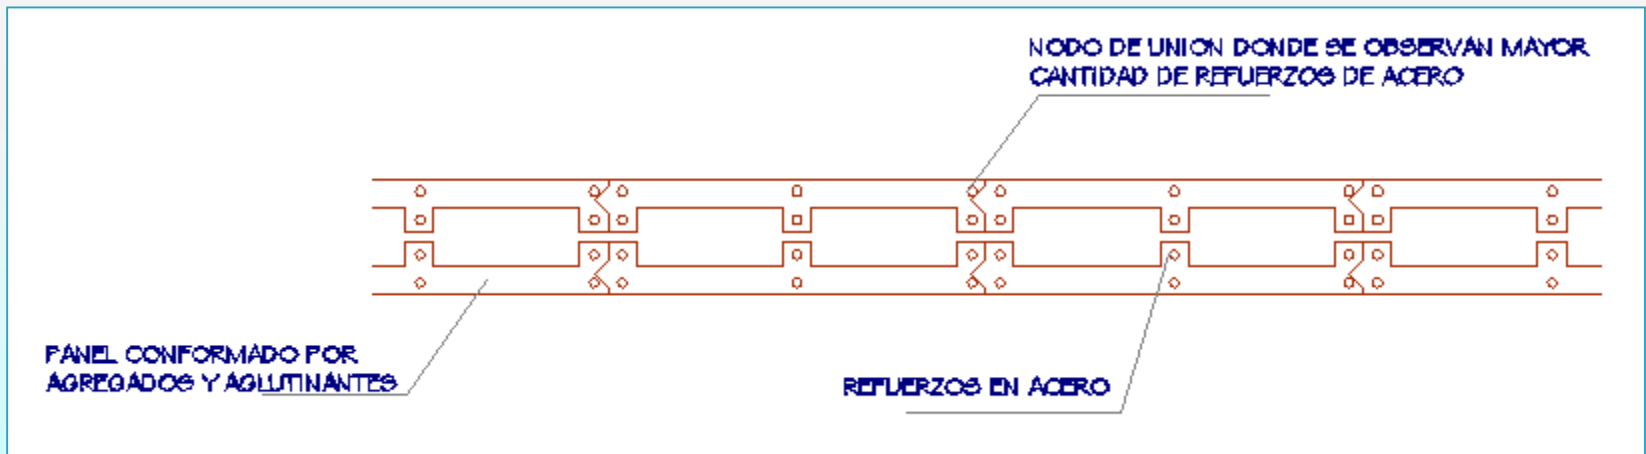 NODO DE UNION DONDE SE OBSERVAN MAYOR
CANTIDAD DE REFUERZOS DE ACERO
PANEL CONFORMADO POR
AGREGADOS Y AGLUTINANTES
REFUERZOS EN ACERO